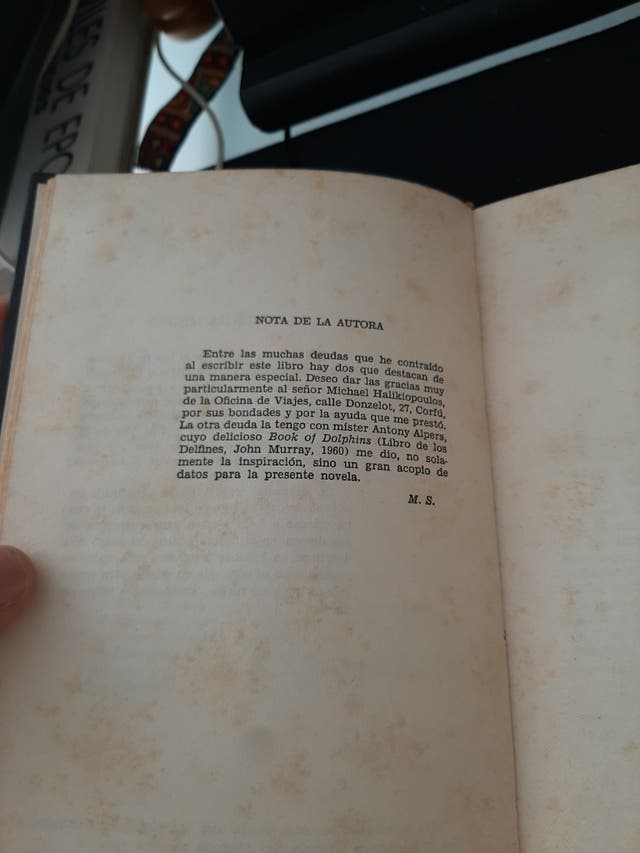 NOTA DE LA AUTORA
Entre las muchas deudas que he contraído
al escribir este libro hay dos que destacan de
una manera especial. Deseo dar las gracias muy
particularmente al señor Michael Halikiopoulos,
de la Oficina de Viajes, calle Donzelot, 27, Corfú,
por sus bondades y por la ayuda que me prestó.
La otra deuda la tengo con míster Antony Alpers,
cuyo delicioso Book of Dolphins (Libro de los
Delfines, John Murray, 1960) me dio, no sola-
mente la inspiración, sino un gran acopio de
datos para la presente novela.
M. S.
DE